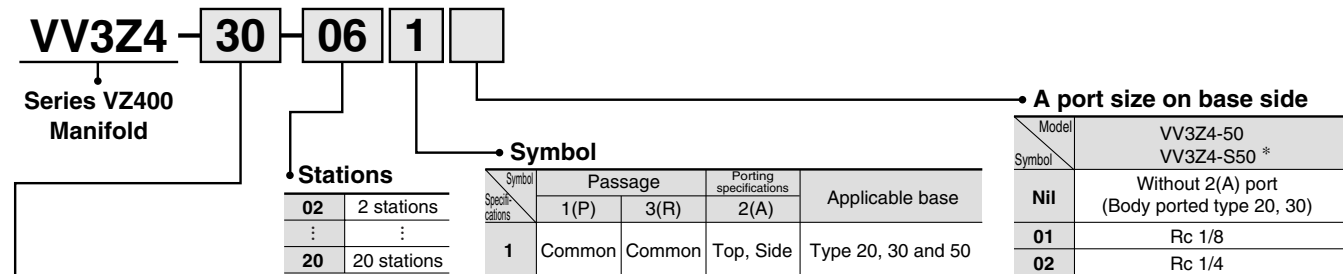 VV3Z4 - 30 - 06 1
Series VZ400
Manifold
Stations
02 2 stations
⋮ ⋮
20 20 stations
Symbol
Symbol
Specifi-
cations
Passage
Porting
specifications
Applicable base
1(P) 3(R) 2(A)
1 Common Common Top, Side Type 20, 30 and 50
A port size on base side
Model
Symbol
VV3Z4-50
VV3Z4-S50 *
Nil Without 2(A) port
(Body ported type 20, 30)
01 Rc 1/8
02 Rc 1/4